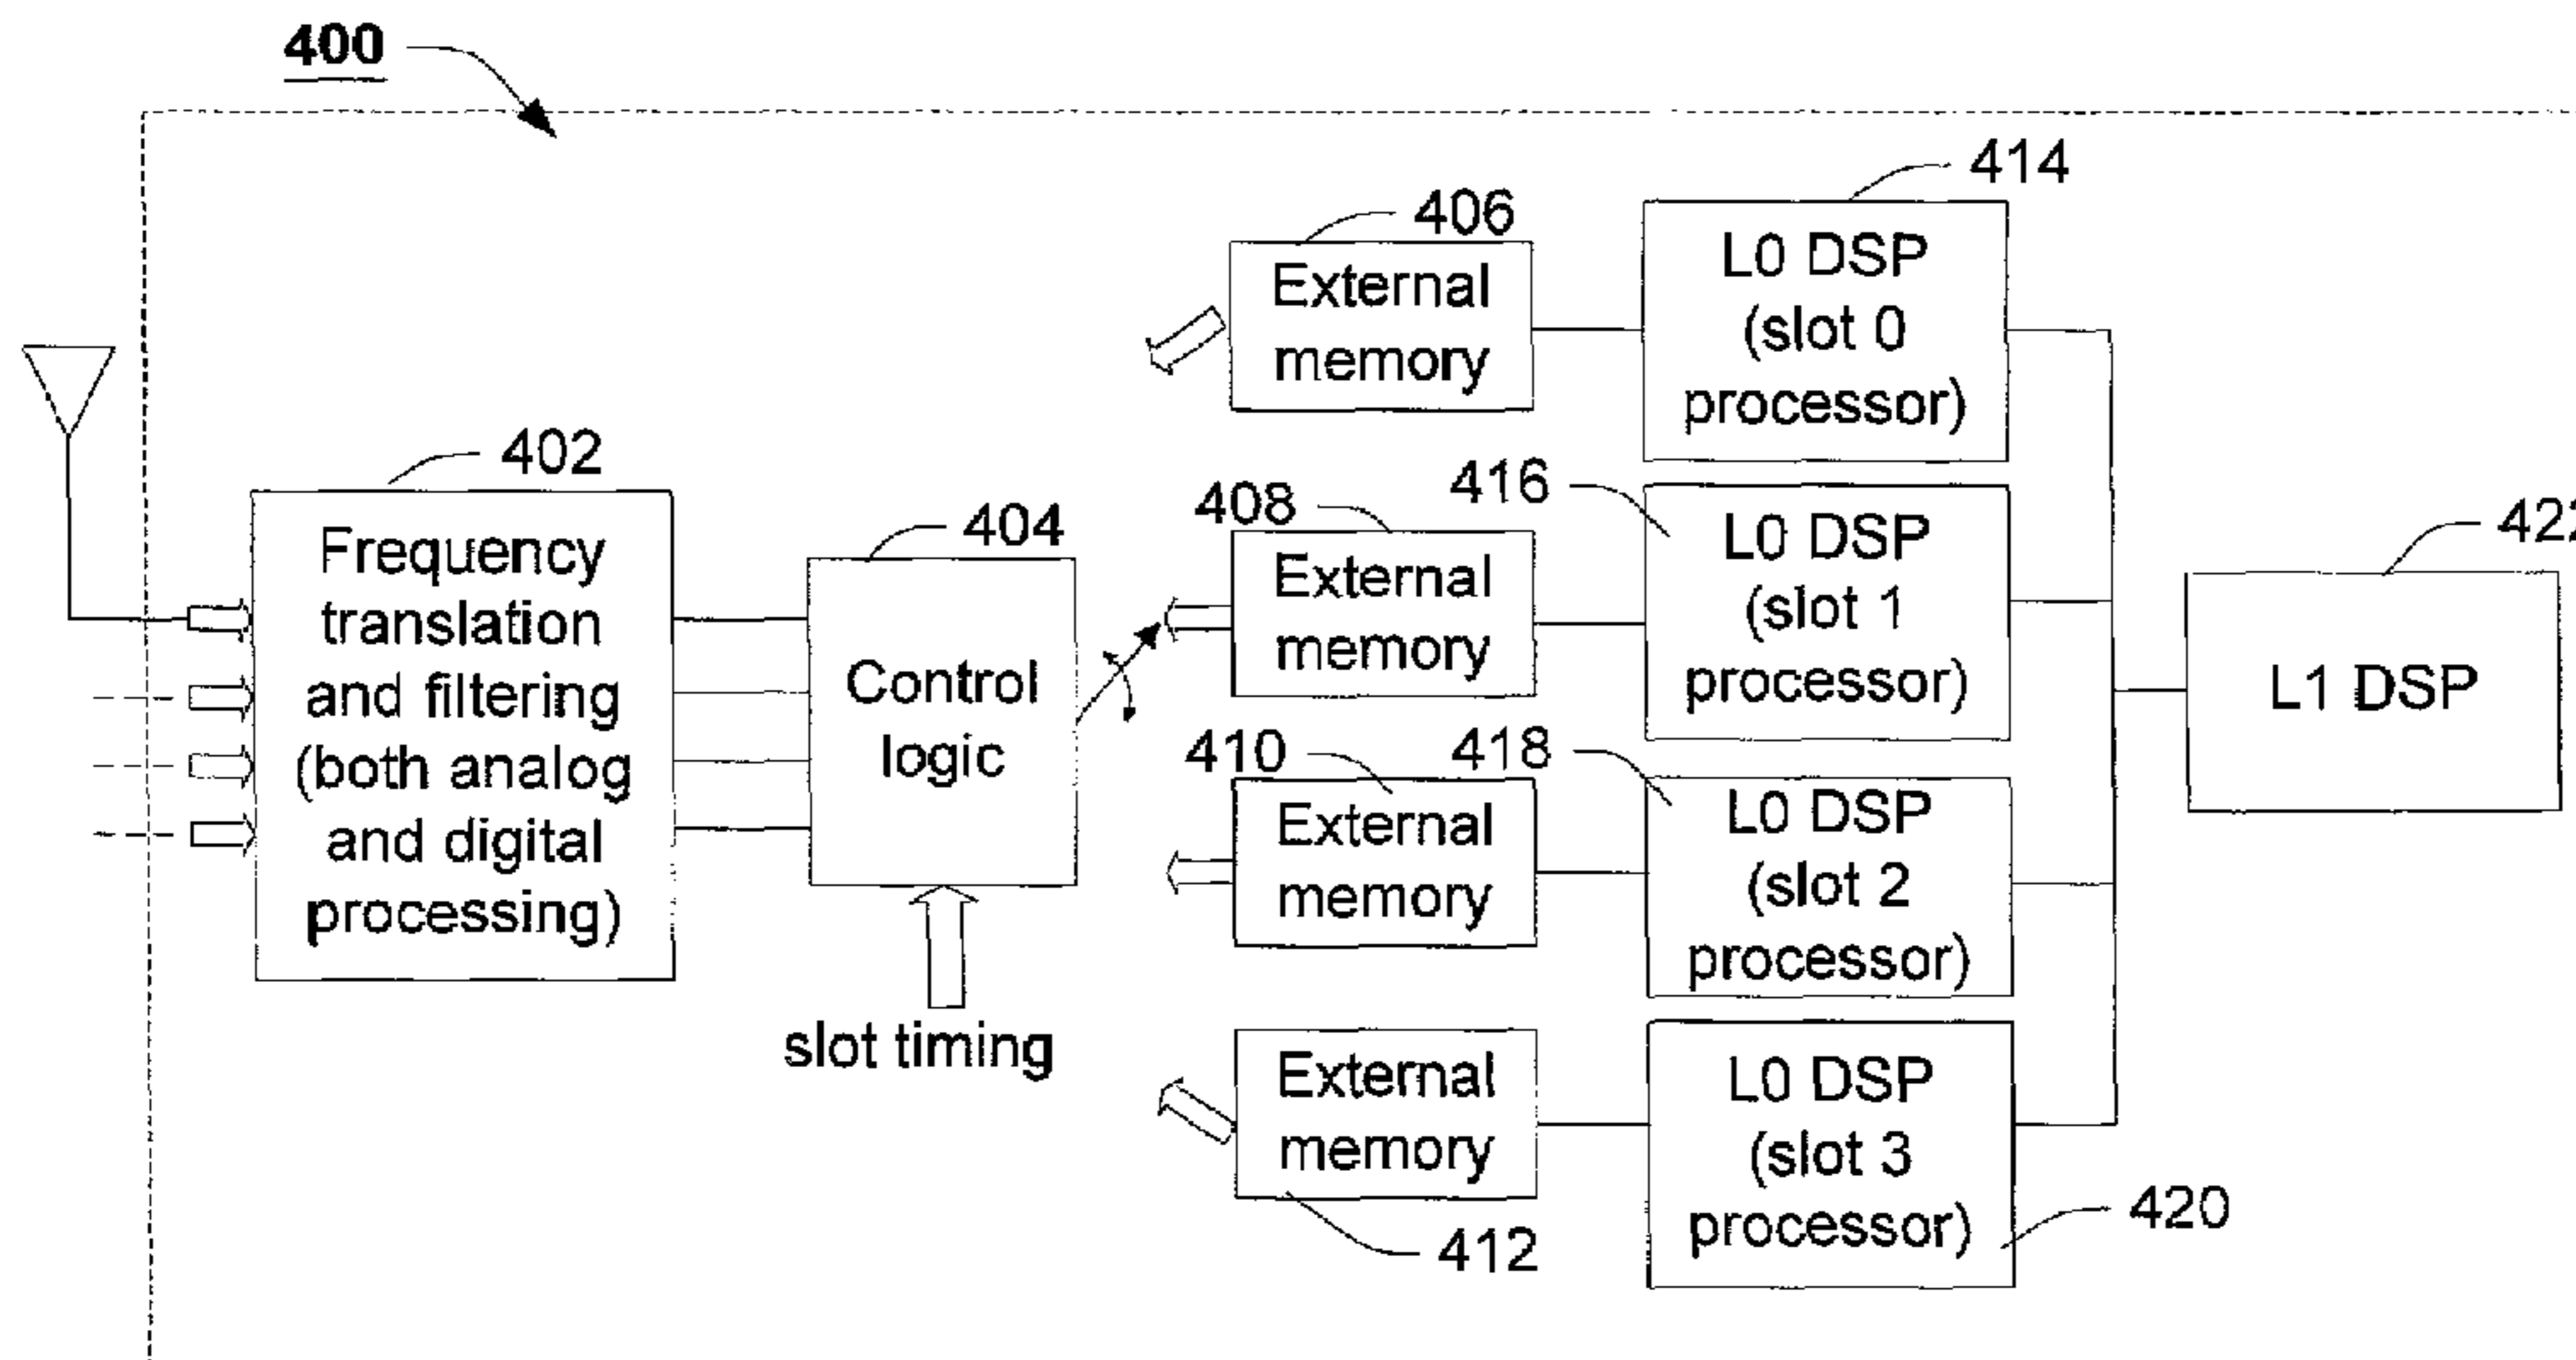 400
414
406
L0 DSP
(slot 0
processor)
External
memory
402
404
408
416
422
Frequency
translation
and filtering
(both analog
and digital
processing)
Control
logic
External
memory
L0 DSP
(slot 1
processor)
L1 DSP
410
418
External
memory
L0 DSP
(slot 2
processor)
slot timing
External
memory
L0 DSP
(slot 3
processor)
412
420